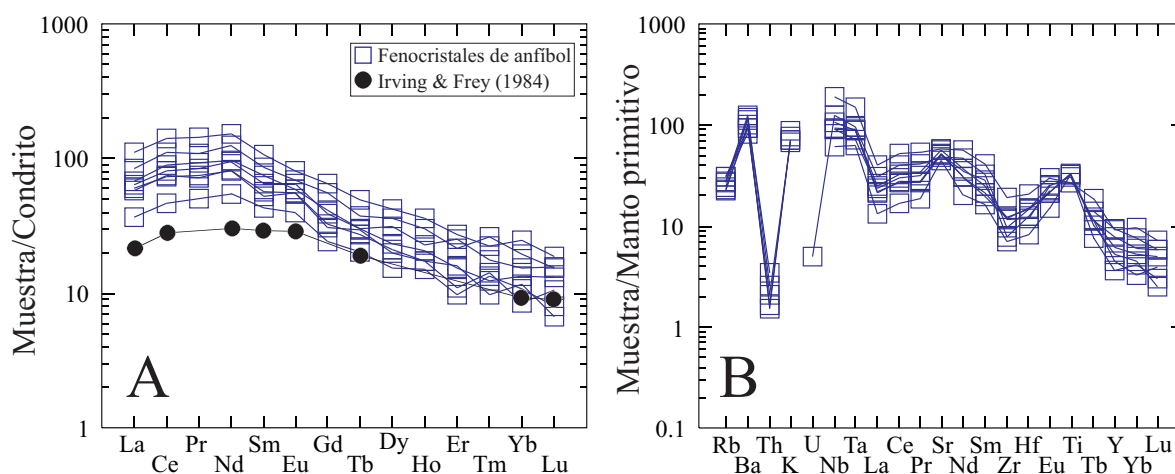 Muestra/Condrito
1000
100
10
1
Fenocristales de anfíbol
Irving & Frey (1984)
A
La Pr Sm Gd Dy Er Yb
Ce Nd Eu Tb Ho Tm Lu
Muestra/Manto primitivo
1000
100
10
1
0.1
B
Rb Th U Ta Ce Sr Sm Hf Ti Y Lu
Ba K Nb La Pr Nd Zr Eu Tb Yb